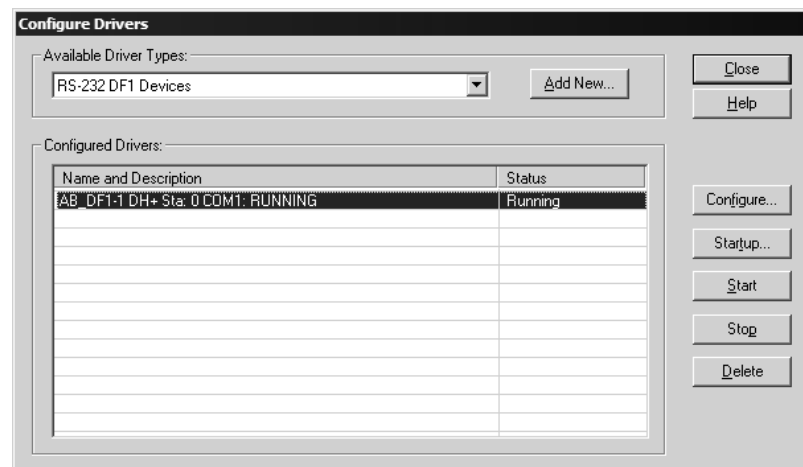 Configure Drivers
Available Driver Types:
RS-232 DF1 Devices
Add New...
Close
Help
Configured Drivers:
Name and Description Status
AB_DF1-1 DH+ Sta: 0 COM1: RUNNING Running
Configure...
Startup...
Start
Stop
Delete